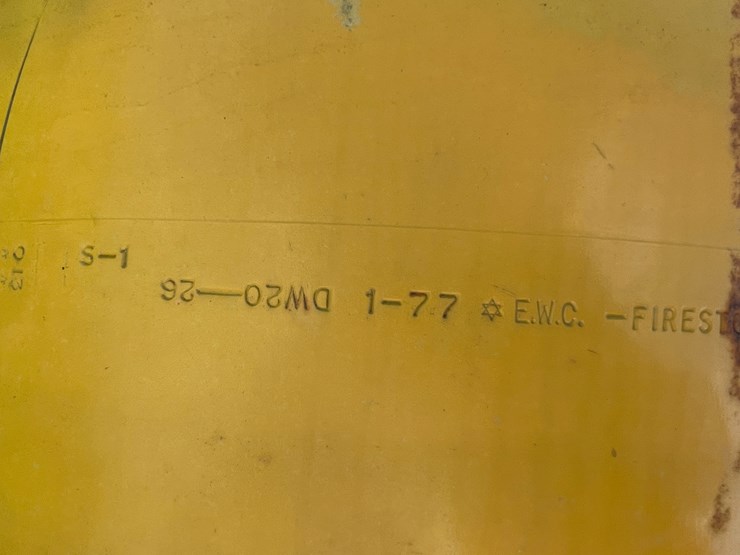 S-1
DW20—26 1-77 ✡ E.W.C. -FIREST